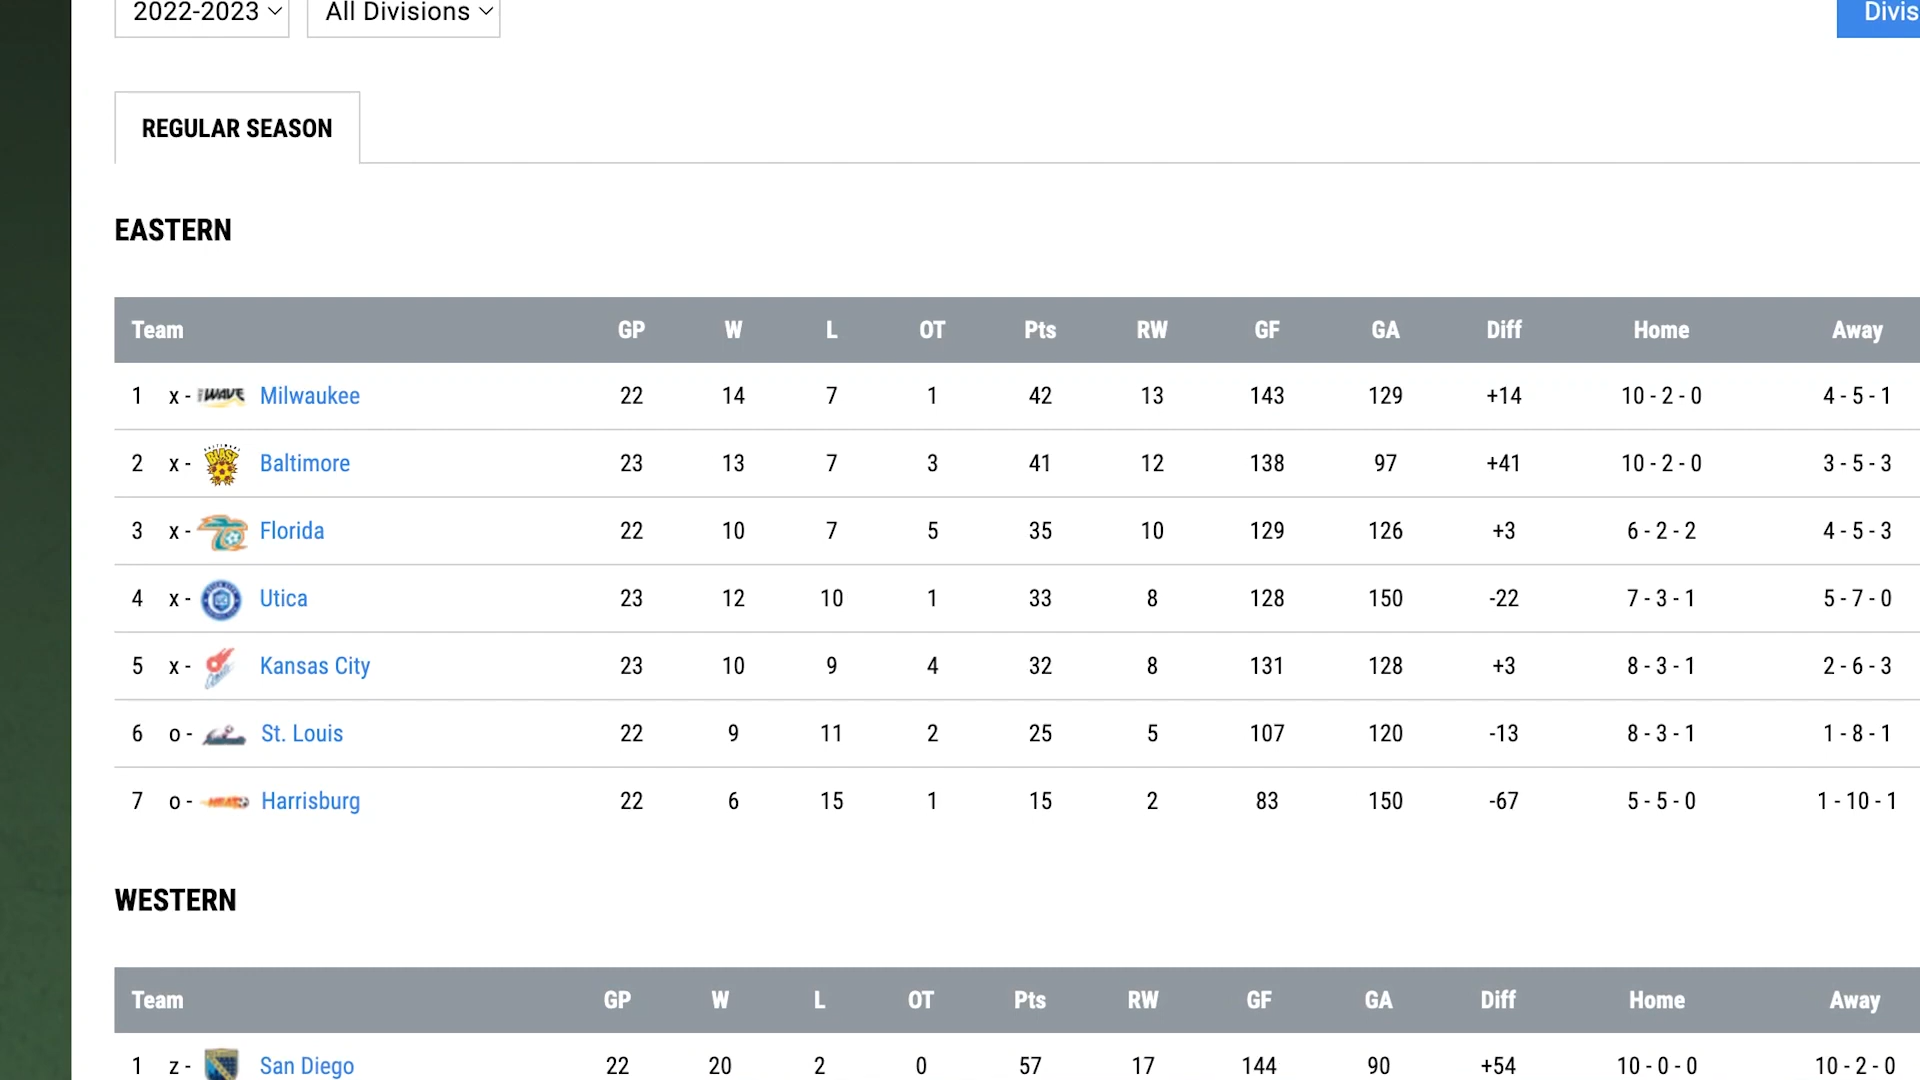 2022-2023 All Divisions Divis
REGULAR SEASON
EASTERN
Team GP W L OT Pts RW GF GA Diff Home Away
1 x - WAVE Milwaukee 22 14 7 1 42 13 143 129 +14 10 - 2 - 0 4 - 5 - 1
2 x - BLAST Baltimore 23 13 7 3 41 12 138 97 +41 10 - 2 - 0 3 - 5 - 3
3 x - Florida 22 10 7 5 35 10 129 126 +3 6 - 2 - 2 4 - 5 - 3
4 x - Utica 23 12 10 1 33 8 128 150 -22 7 - 3 - 1 5 - 7 - 0
5 x - Kansas City 23 10 9 4 32 8 131 128 +3 8 - 3 - 1 2 - 6 - 3
6 o - St. Louis 22 9 11 2 25 5 107 120 -13 8 - 3 - 1 1 - 8 - 1
7 o - HEAT Harrisburg 22 6 15 1 15 2 83 150 -67 5 - 5 - 0 1 - 10 - 1
WESTERN
Team GP W L OT Pts RW GF GA Diff Home Away
1 z - San Diego 22 20 2 0 57 17 144 90 +54 10 - 0 - 0 10 - 2 - 0